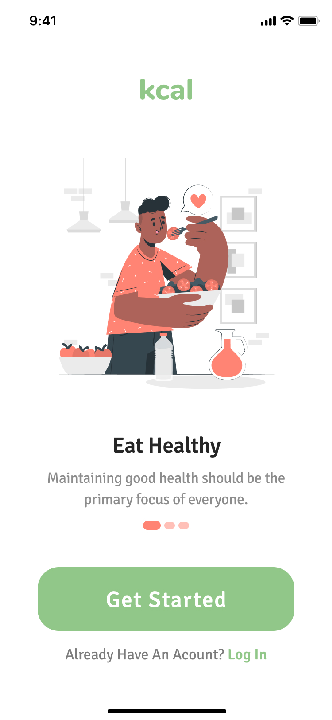 9:41
kcal
Eat Healthy
Maintaining good health should be the
primary focus of everyone.
Get Started
Already Have An Acount? Log In